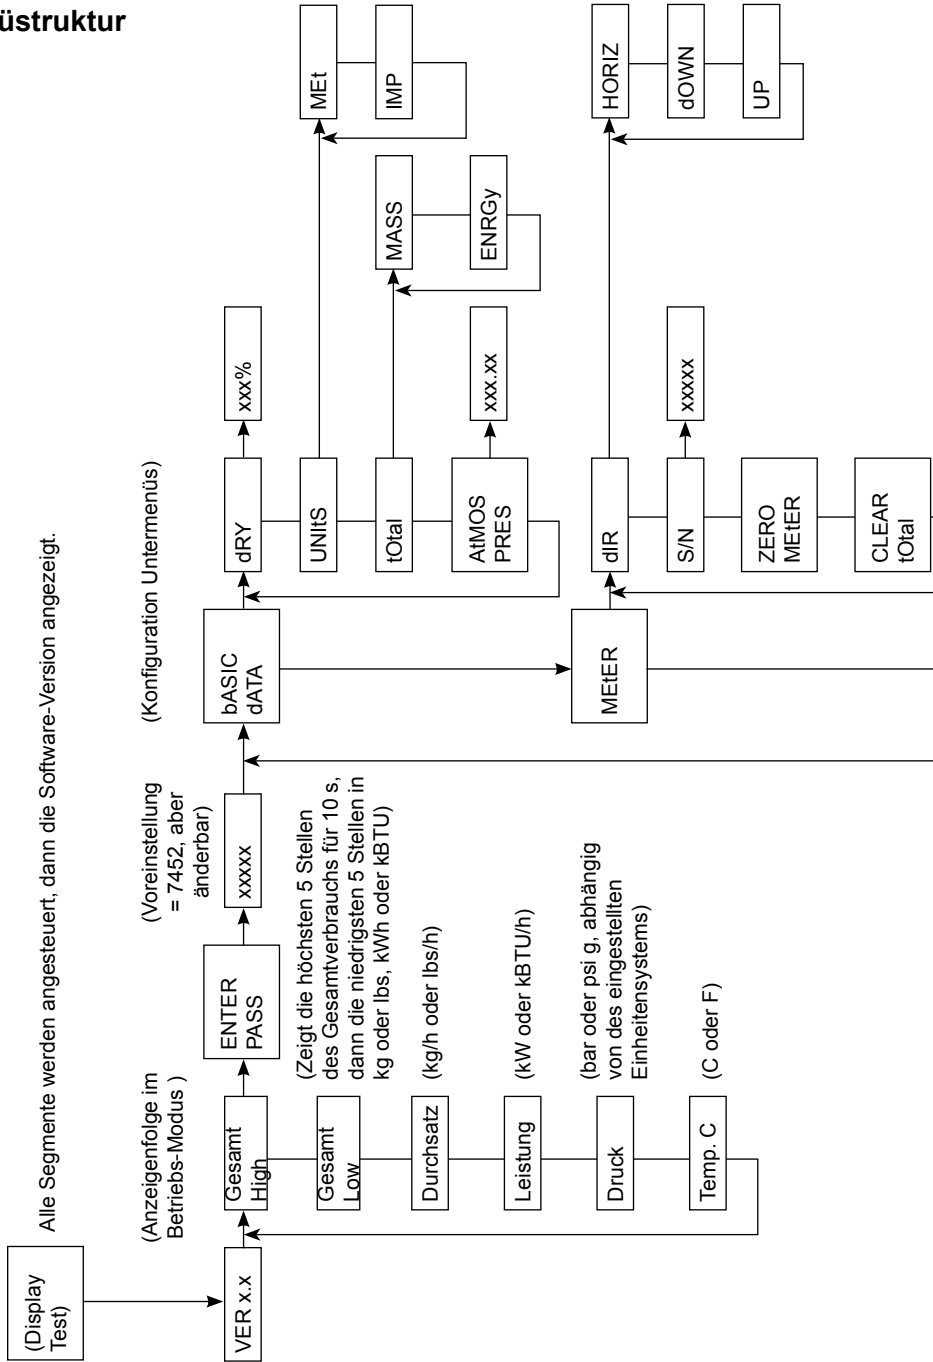 üstruktur
(Display
Test)
Alle Segmente werden angesteuert, dann die Software-Version angezeigt.
VER x.x
(Anzeigenfolge im
Betriebs-Modus )
Gesamt
High
Gesamt
Low
(Zeigt die höchsten 5 Stellen
des Gesamtverbrauchs für 10 s,
dann die niedrigsten 5 Stellen in
kg oder lbs, kWh oder kBTU)
Durchsatz
(kg/h oder lbs/h)
Leistung
(kW oder kBTU/h)
Druck
(bar oder psi g, abhängig
von des eingestellten
Einheitensystems)
Temp. C
(C oder F)
ENTER
PASS
(Voreinstellung
= 7452, aber
änderbar)
xxxxx
(Konfiguration Untermenüs)
bASIC
dATA
dRY
xxx%
UNItS
MEt
IMP
tOtal
MASS
ENRGy
AtMOS
PRES
xxx.xx
MEtER
dIR
HORIZ
dOWN
UP
S/N
xxxxx
ZERO
MEtER
CLEAR
tOtal